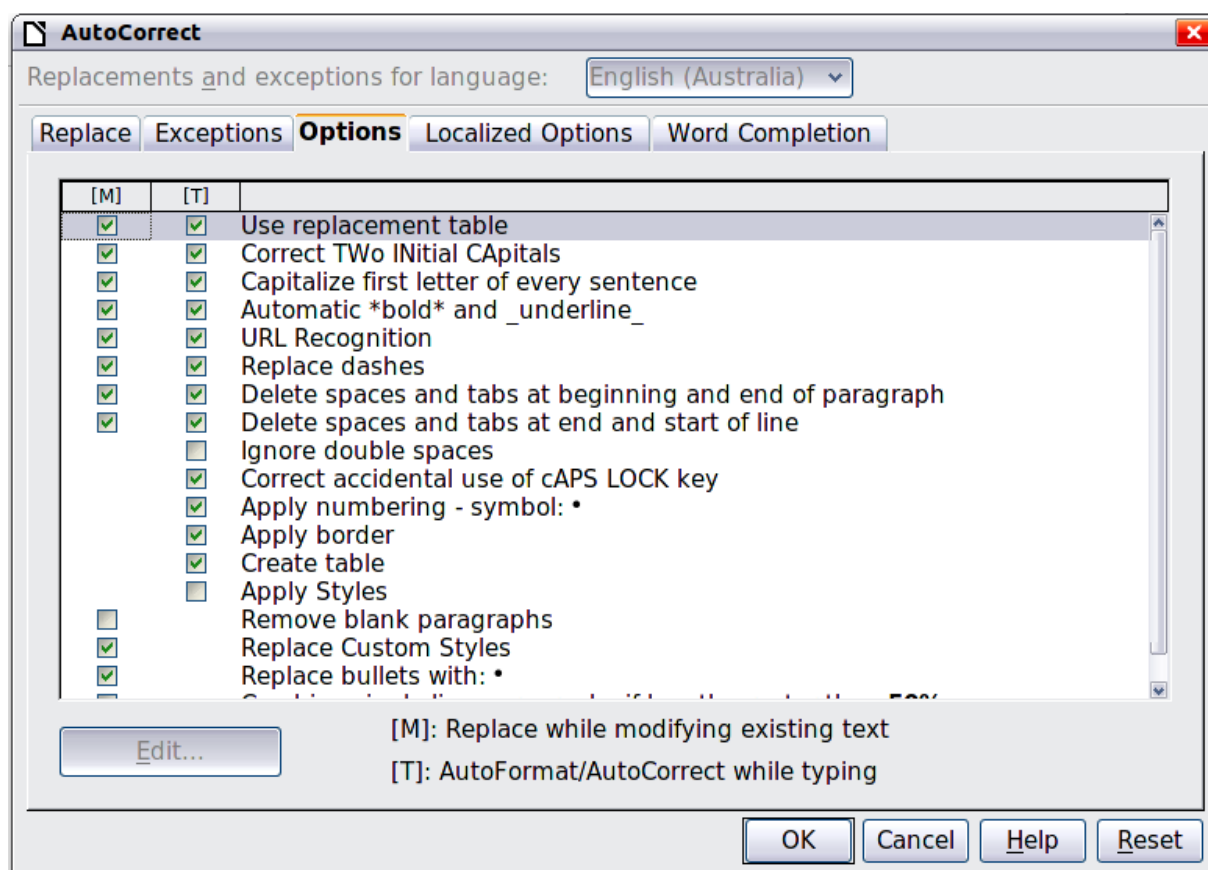 AutoCorrect
Replacements and exceptions for language: English (Australia)
Replace Exceptions Options Localized Options Word Completion
[M] [T]
Use replacement table
Correct TWo INitial CApitals
Capitalize first letter of every sentence
Automatic *bold* and _underline_
URL Recognition
Replace dashes
Delete spaces and tabs at beginning and end of paragraph
Delete spaces and tabs at end and start of line
Ignore double spaces
Correct accidental use of cAPS LOCK key
Apply numbering - symbol: •
Apply border
Create table
Apply Styles
Remove blank paragraphs
Replace Custom Styles
Replace bullets with: •
Edit...
[M]: Replace while modifying existing text
[T]: AutoFormat/AutoCorrect while typing
OK Cancel Help Reset